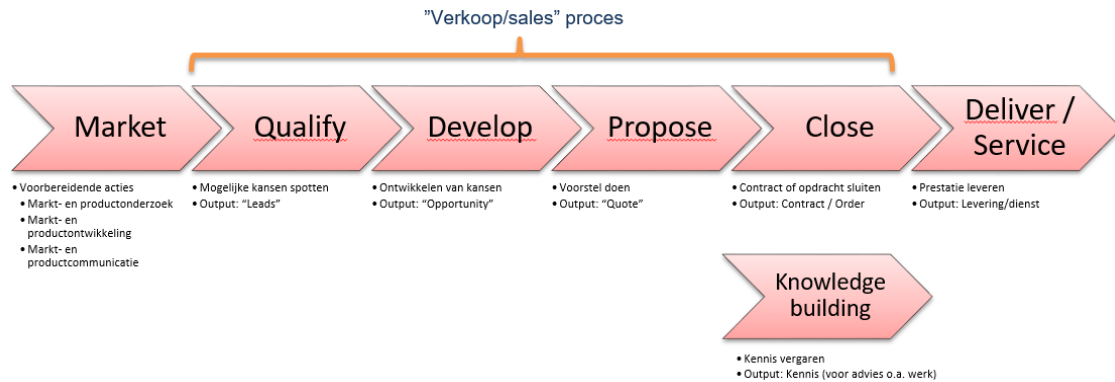 ”Verkoop/sales” proces
Market
Qualify
Develop
Propose
Close
Deliver /
Service
• Voorbereidende acties
• Markt- en productonderzoek
• Markt- en
productontwikkeling
• Markt- en
productcommunicatie
• Mogelijke kansen spotten
• Output: “Leads”
• Ontwikkelen van kansen
• Output: “Opportunity”
• Voorstel doen
• Output: “Quote”
• Contract of opdracht sluiten
• Output: Contract / Order
• Prestatie leveren
• Output: Levering/dienst
Knowledge
building
• Kennis vergaren
• Output: Kennis (voor advies o.a. werk)